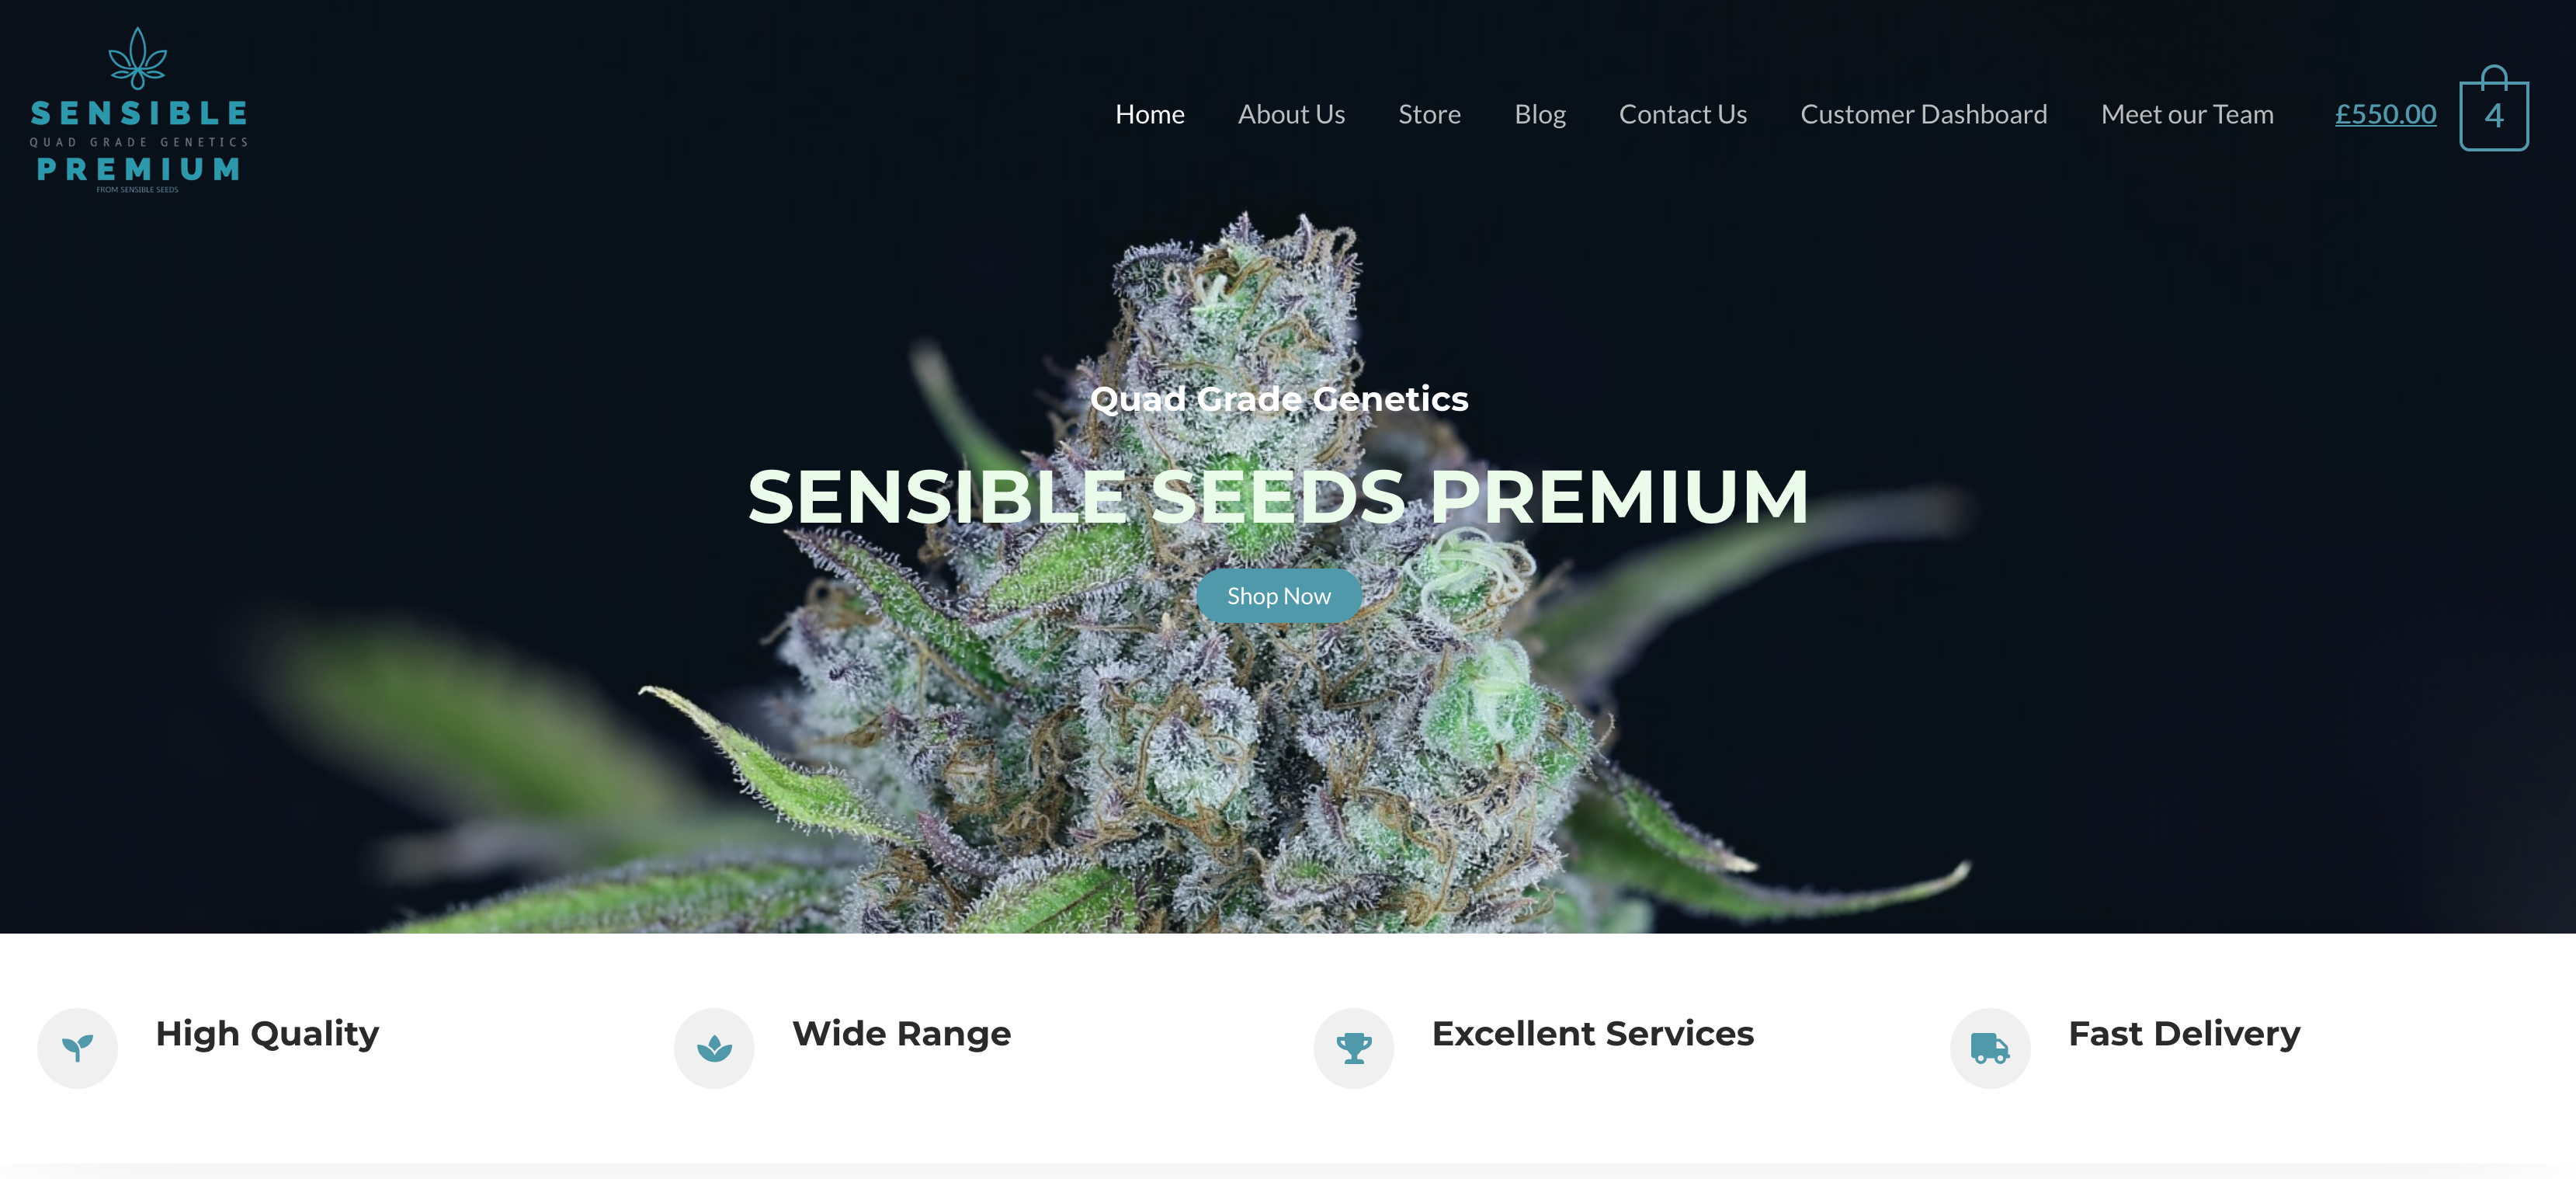 SENSIBLE
QUAD GRADE GENETICS
PREMIUM
FROM SENSIBLE SEEDS
Home About Us Store Blog Contact Us Customer Dashboard Meet our Team £550.00 4
Quad Grade Genetics
SENSIBLE SEEDS PREMIUM
Shop Now
High Quality Wide Range Excellent Services Fast Delivery